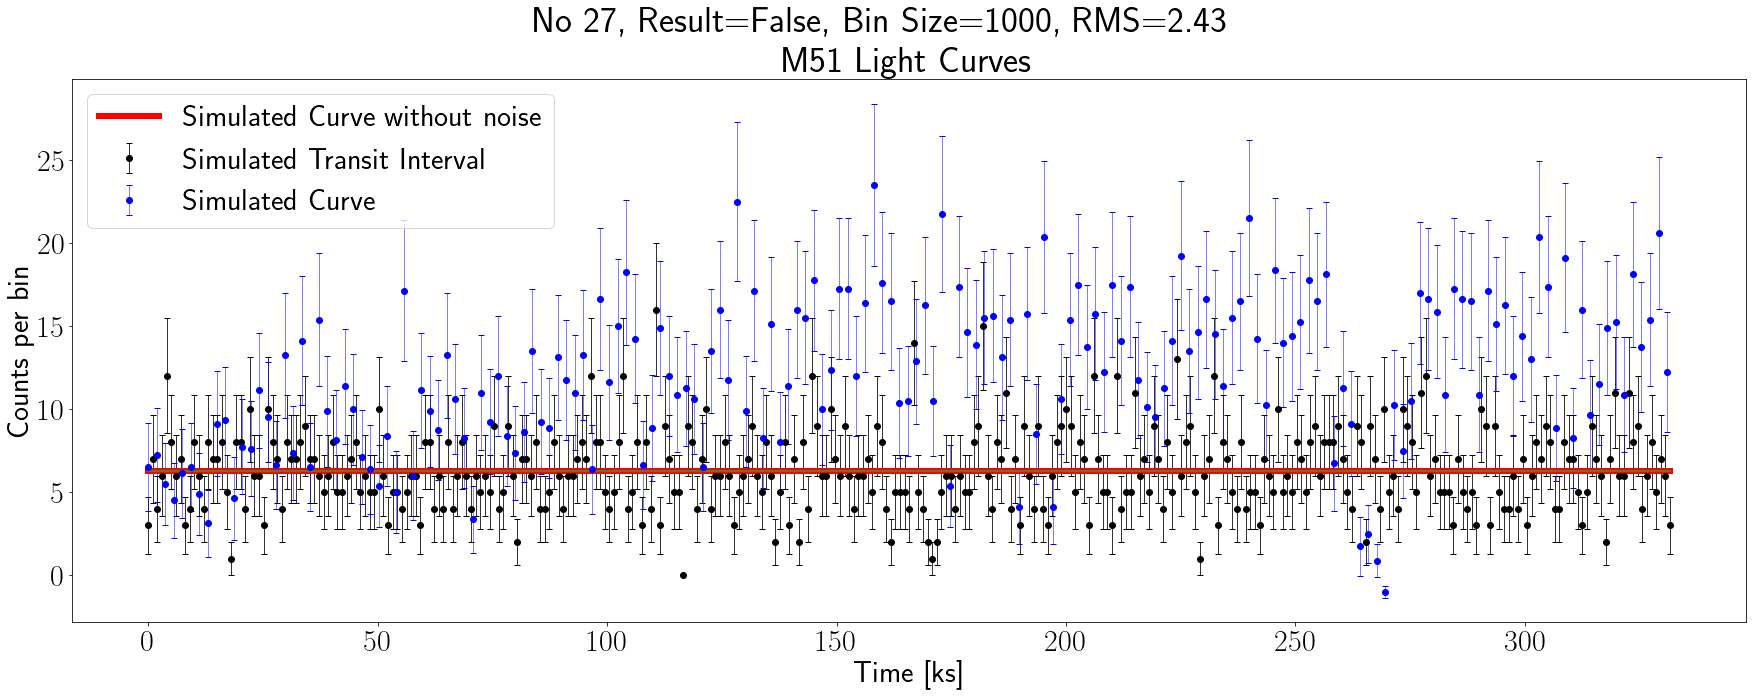 No 27, Result=False, Bin Size=1000, RMS=2.43
M51 Light Curves
Simulated Curve without noise
Simulated Transit Interval
Simulated Curve
Counts per bin
25
20
15
10
5
0
0 50 100 150 200 250 300
Time [ks]